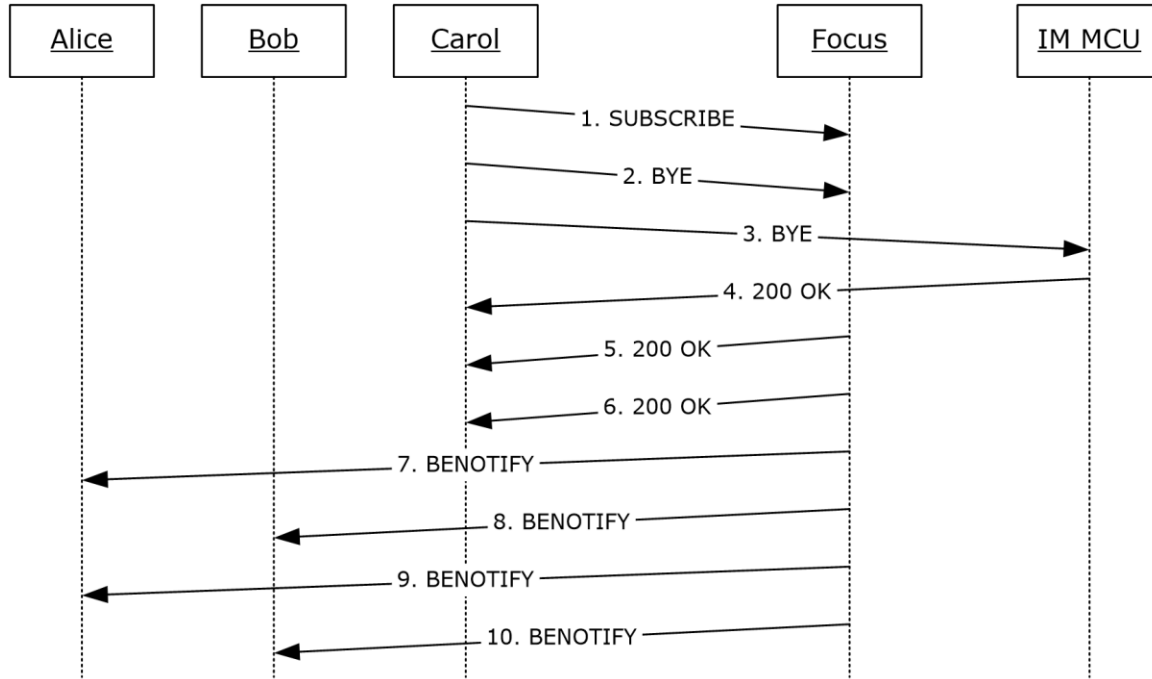 Alice
Bob
Carol
Focus
IM MCU
1. SUBSCRIBE
2. BYE
3. BYE
4. 200 OK
5. 200 OK
6. 200 OK
7. BENOTIFY
8. BENOTIFY
9. BENOTIFY
10. BENOTIFY